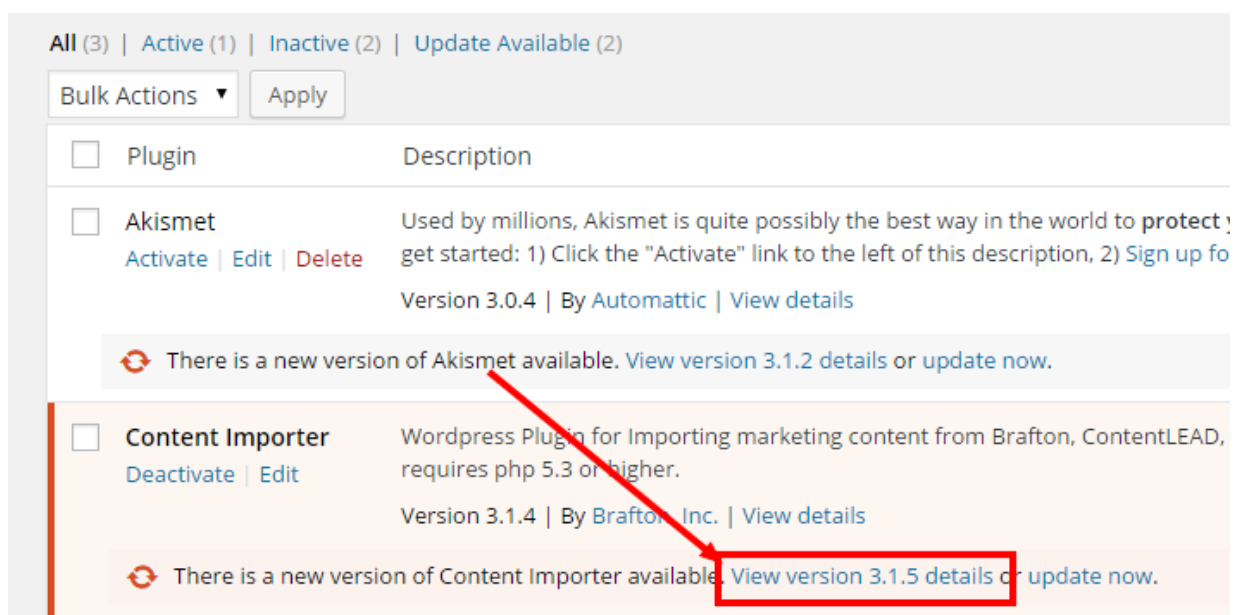 All (3) | Active (1) | Inactive (2) | Update Available (2)
Bulk Actions ▼ Apply
Plugin Description
Akismet Used by millions, Akismet is quite possibly the best way in the world to protect
Activate | Edit | Delete get started: 1) Click the "Activate" link to the left of this description, 2) Sign up fo
Version 3.0.4 | By Automattic | View details
There is a new version of Akismet available. View version 3.1.2 details or update now.
Content Importer Wordpress Plugin for Importing marketing content from Brafton, ContentLEAD,
Deactivate | Edit requires php 5.3 or higher.
Version 3.1.4 | By Brafton, Inc. | View details
There is a new version of Content Importer available. View version 3.1.5 details or update now.